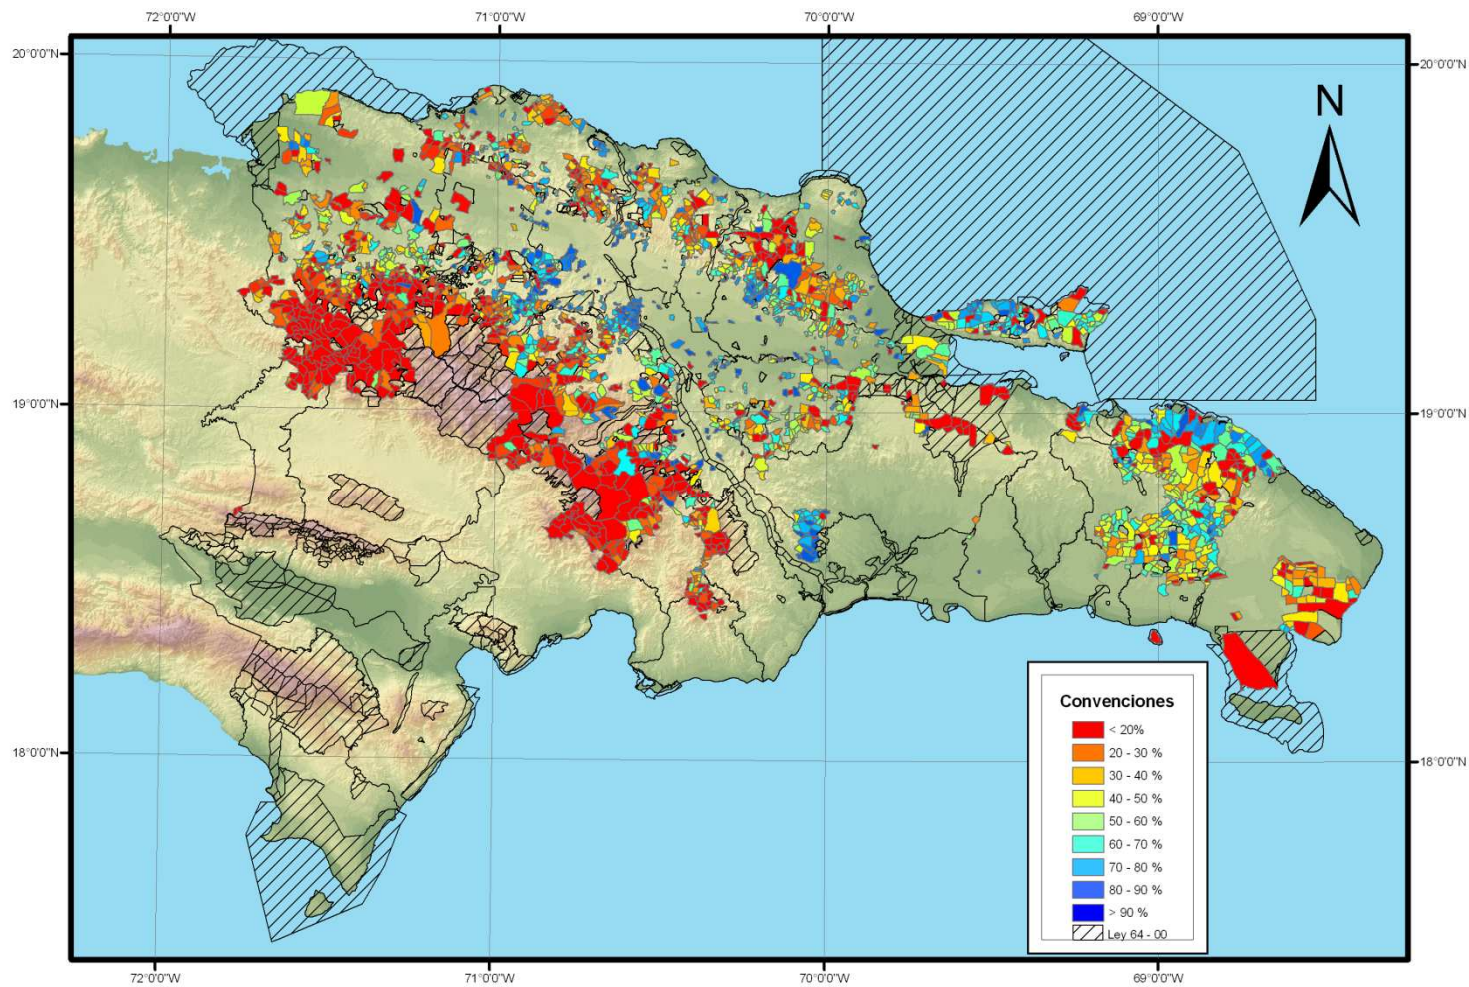 72°0'0"W 71°0'0"W 70°0'0"W 69°0'0"W
20°0'0"N 20°0'0"N
N
19°0'0"N 19°0'0"N
18°0'0"N 18°0'0"N
Convenciones
< 20%
20 - 30 %
30 - 40 %
40 - 50 %
50 - 60 %
60 - 70 %
70 - 80 %
80 - 90 %
> 90 %
Ley 64 - 00
72°0'0"W 71°0'0"W 70°0'0"W 69°0'0"W